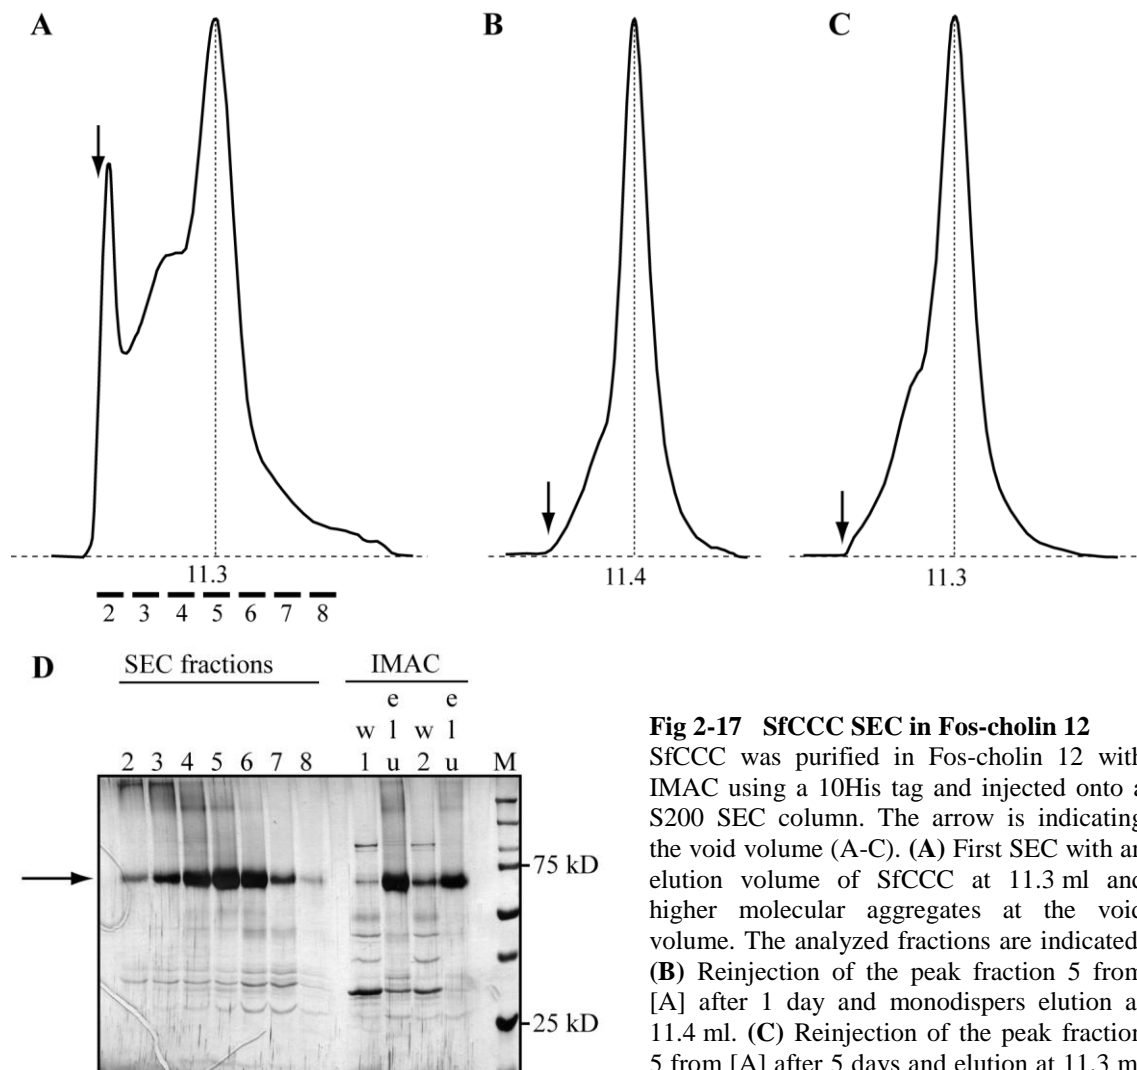 A
B
C
11.3
11.4
11.3
2 3 4 5 6 7 8
D
SEC fractions
IMAC
2 3 4 5 6 7 8 w1 elu w2 elu M
75 kD
25 kD
Fig 2-17 SfCCC SEC in Fos-cholin 12
SfCCC was purified in Fos-cholin 12 with
IMAC using a 10His tag and injected onto a
S200 SEC column. The arrow is indicating
the void volume (A-C). (A) First SEC with an
elution volume of SfCCC at 11.3 ml and
higher molecular aggregates at the void
volume. The analyzed fractions are indicated
(B) Reinjection of the peak fraction 5 from
[A] after 1 day and monodispers elution a
11.4 ml. (C) Reinjection of the peak fraction
5 from [A] after 5 days and elution at 11.3 m